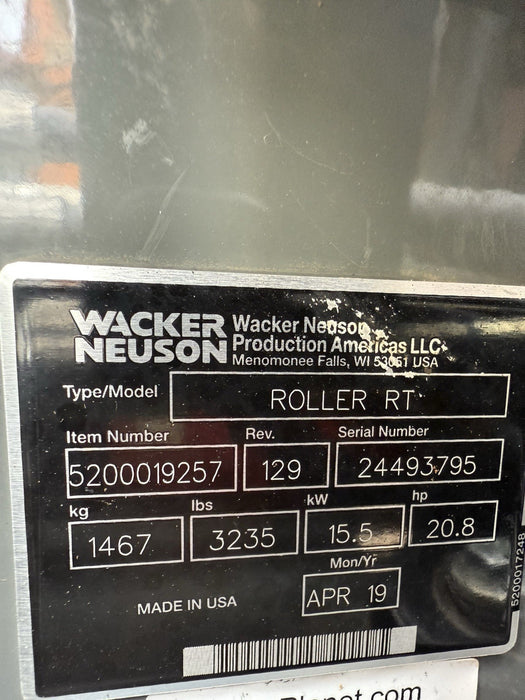 WACKER
NEUSON
Wacker Neuson
Production Americas LLC
Menomonee Falls, WI 53051 USA
Type/Model ROLLER RT
Item Number Rev. Serial Number
5200019257 129 24493795
kg lbs kW hp
1467 3235 15.5 20.8
Mon/Yr
MADE IN USA APR 19
5200017248